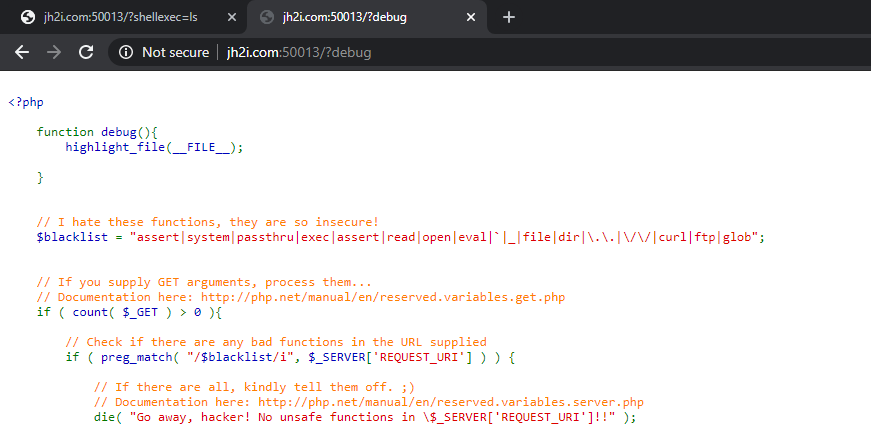 jh2i.com:50013/?shellexec=ls
jh2i.com:50013/?debug
Not secure jh2i.com:50013/?debug
<?php
function debug(){
highlight_file(__FILE__);
}
// I hate these functions, they are so insecure!
$blacklist = "assert|system|passthru|exec|assert|read|open|eval|`|_|file|dir|\.\.|\/\/|curl|ftp|glob";
// If you supply GET arguments, process them...
// Documentation here: http://php.net/manual/en/reserved.variables.get.php
if ( count( $_GET ) > 0 ){
// Check if there are any bad functions in the URL supplied
if ( preg_match( "/$blacklist/i", $_SERVER['REQUEST_URI'] ) ) {
// If there are all, kindly tell them off. ;)
// Documentation here: http://php.net/manual/en/reserved.variables.server.php
die( "Go away, hacker! No unsafe functions in \$_SERVER['REQUEST_URI']!!" );